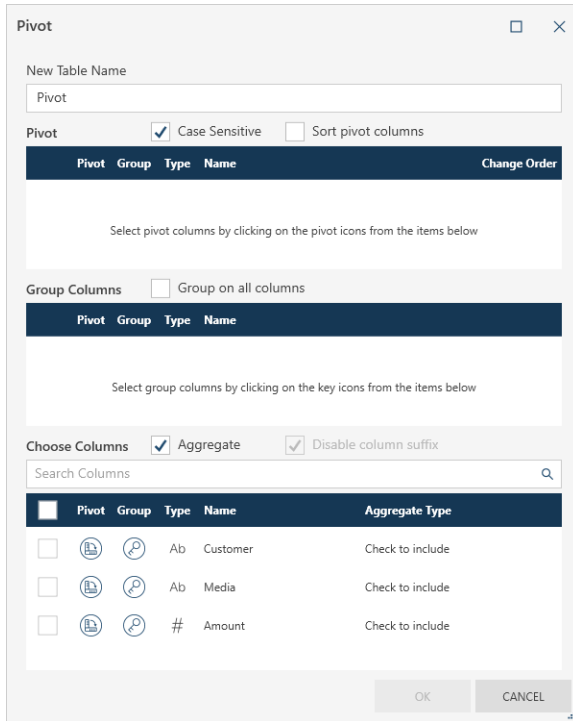 Pivot
New Table Name
Pivot
Pivot Case Sensitive Sort pivot columns
Pivot Group Type Name Change Order
Select pivot columns by clicking on the pivot icons from the items below
Group Columns Group on all columns
Pivot Group Type Name
Select group columns by clicking on the key icons from the items below
Choose Columns Aggregate Disable column suffix
Search Columns
Pivot Group Type Name Aggregate Type
Ab Customer Check to include
Ab Media Check to include
# Amount Check to include
OK CANCEL